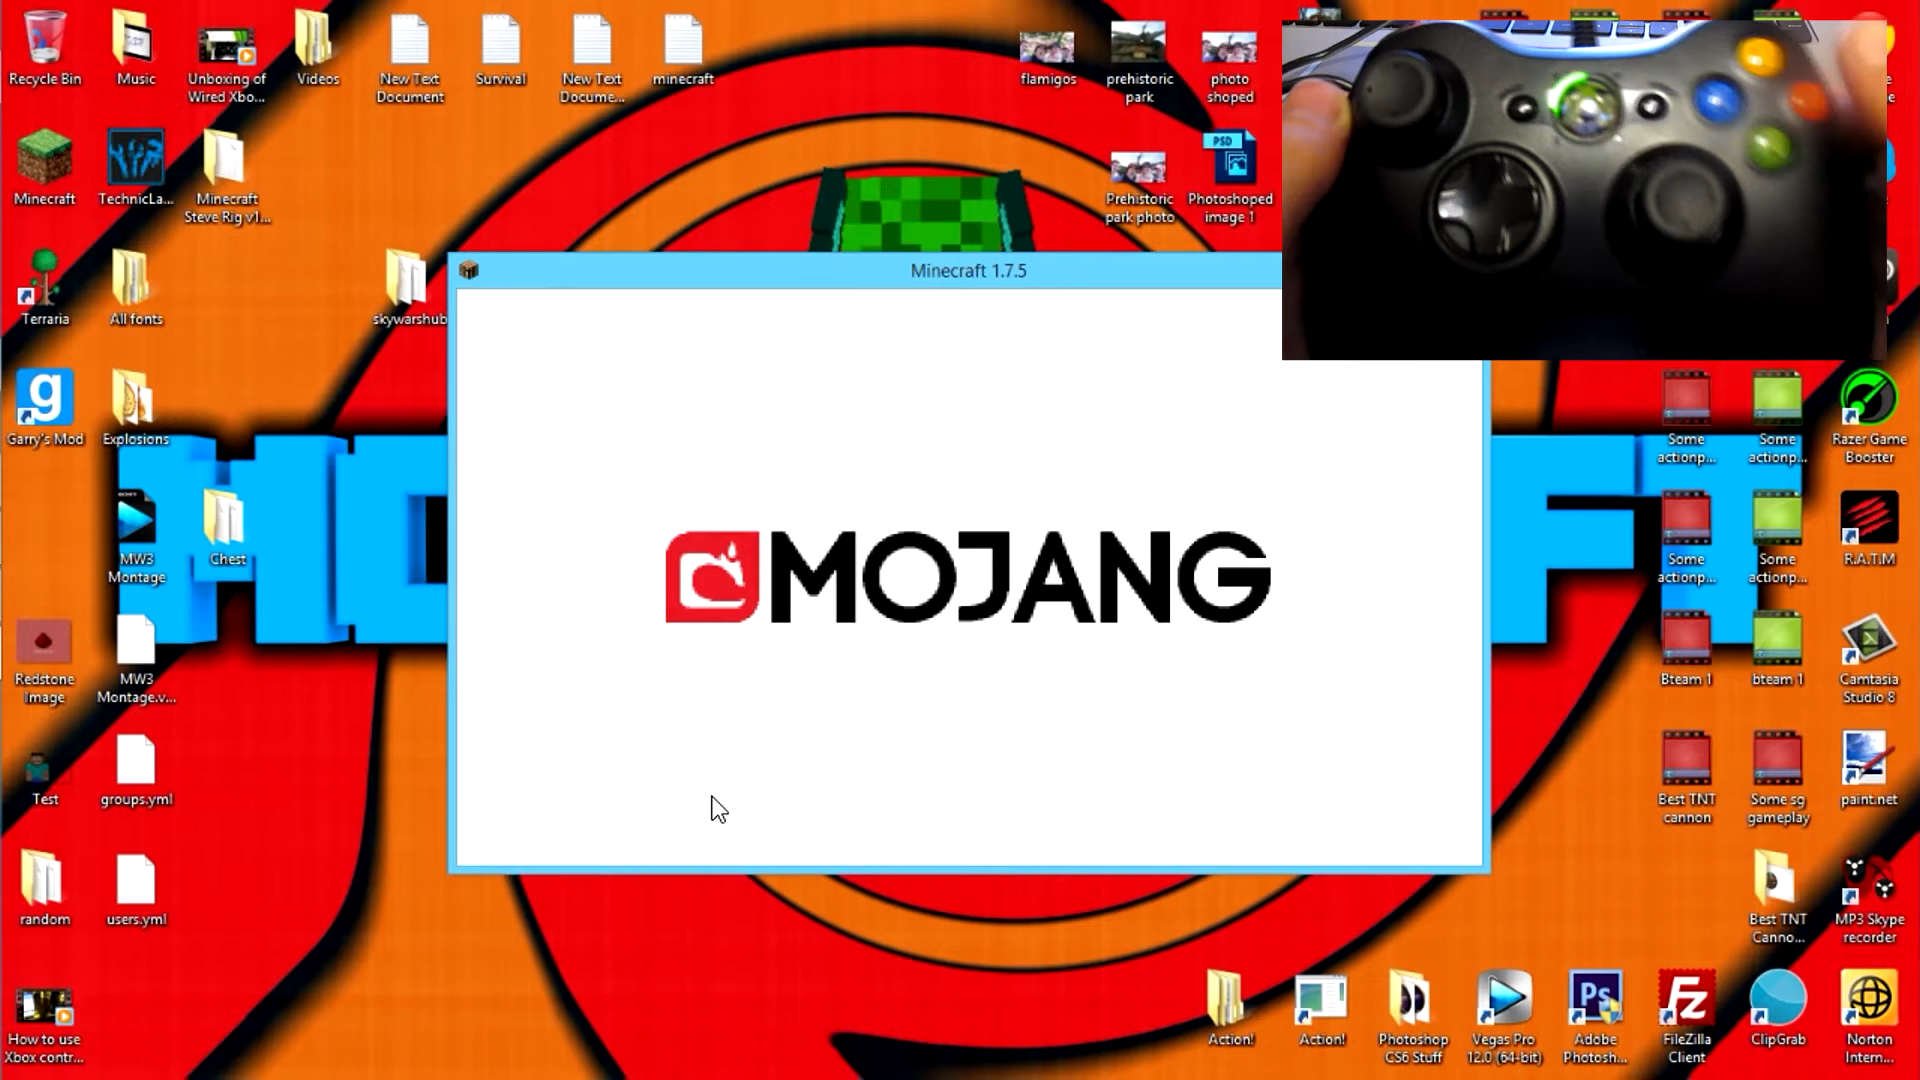 Recycle Bin
Music
Unboxing of
Wired Xbo...
Videos
New Text
Document
Survival
New Text
Docume...
minecraft
flamigos
prehistoric
park
photo
shoped
Minecraft
TechnicLa...
Minecraft
Steve Rig v1...
Prehistoric
park photo
PSD
Photoshoped
image 1
Terraria
All fonts
skywarshub
Minecraft 1.7.5
g
Garry's Mod
Explosions
Some
actionp...
Some
actionp...
Razer Game
Booster
MOJANG
MW3
Montage
Chest
Some
actionp...
Some
actionp...
R.A.T.M
FT
Redstone
Image
MW3
Montage.v...
Bteam 1
bteam 1
Camtasia
Studio 8
Test
groups.yml
Best TNT
cannon
Some sg
gameplay
paint.net
random
users.yml
Best TNT
Canno...
MP3 Skype
recorder
How to use
Xbox contr...
Action!
Action!
Photoshop
CS6 Stuff
Vegas Pro
12.0 (64-bit)
Ps
Adobe
Photosh...
Fz
FileZilla
Client
ClipGrab
Norton
Intern...